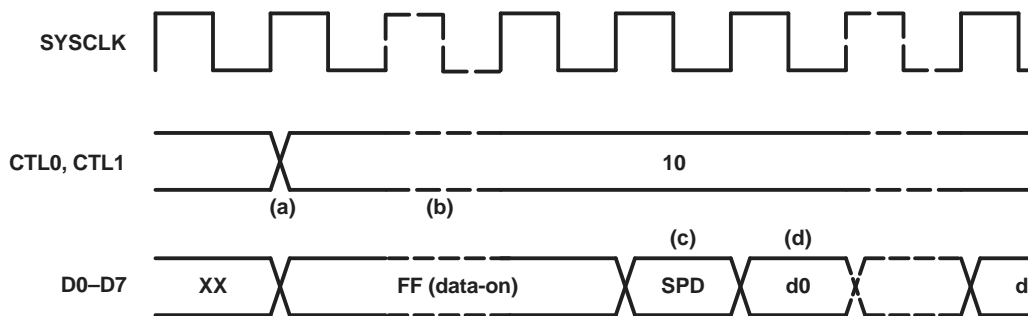 SYSCLK
CTL0, CTL1
10
(a)
(b)
(c)
(d)
D0–D7
XX
FF (data-on)
SPD
d0
d